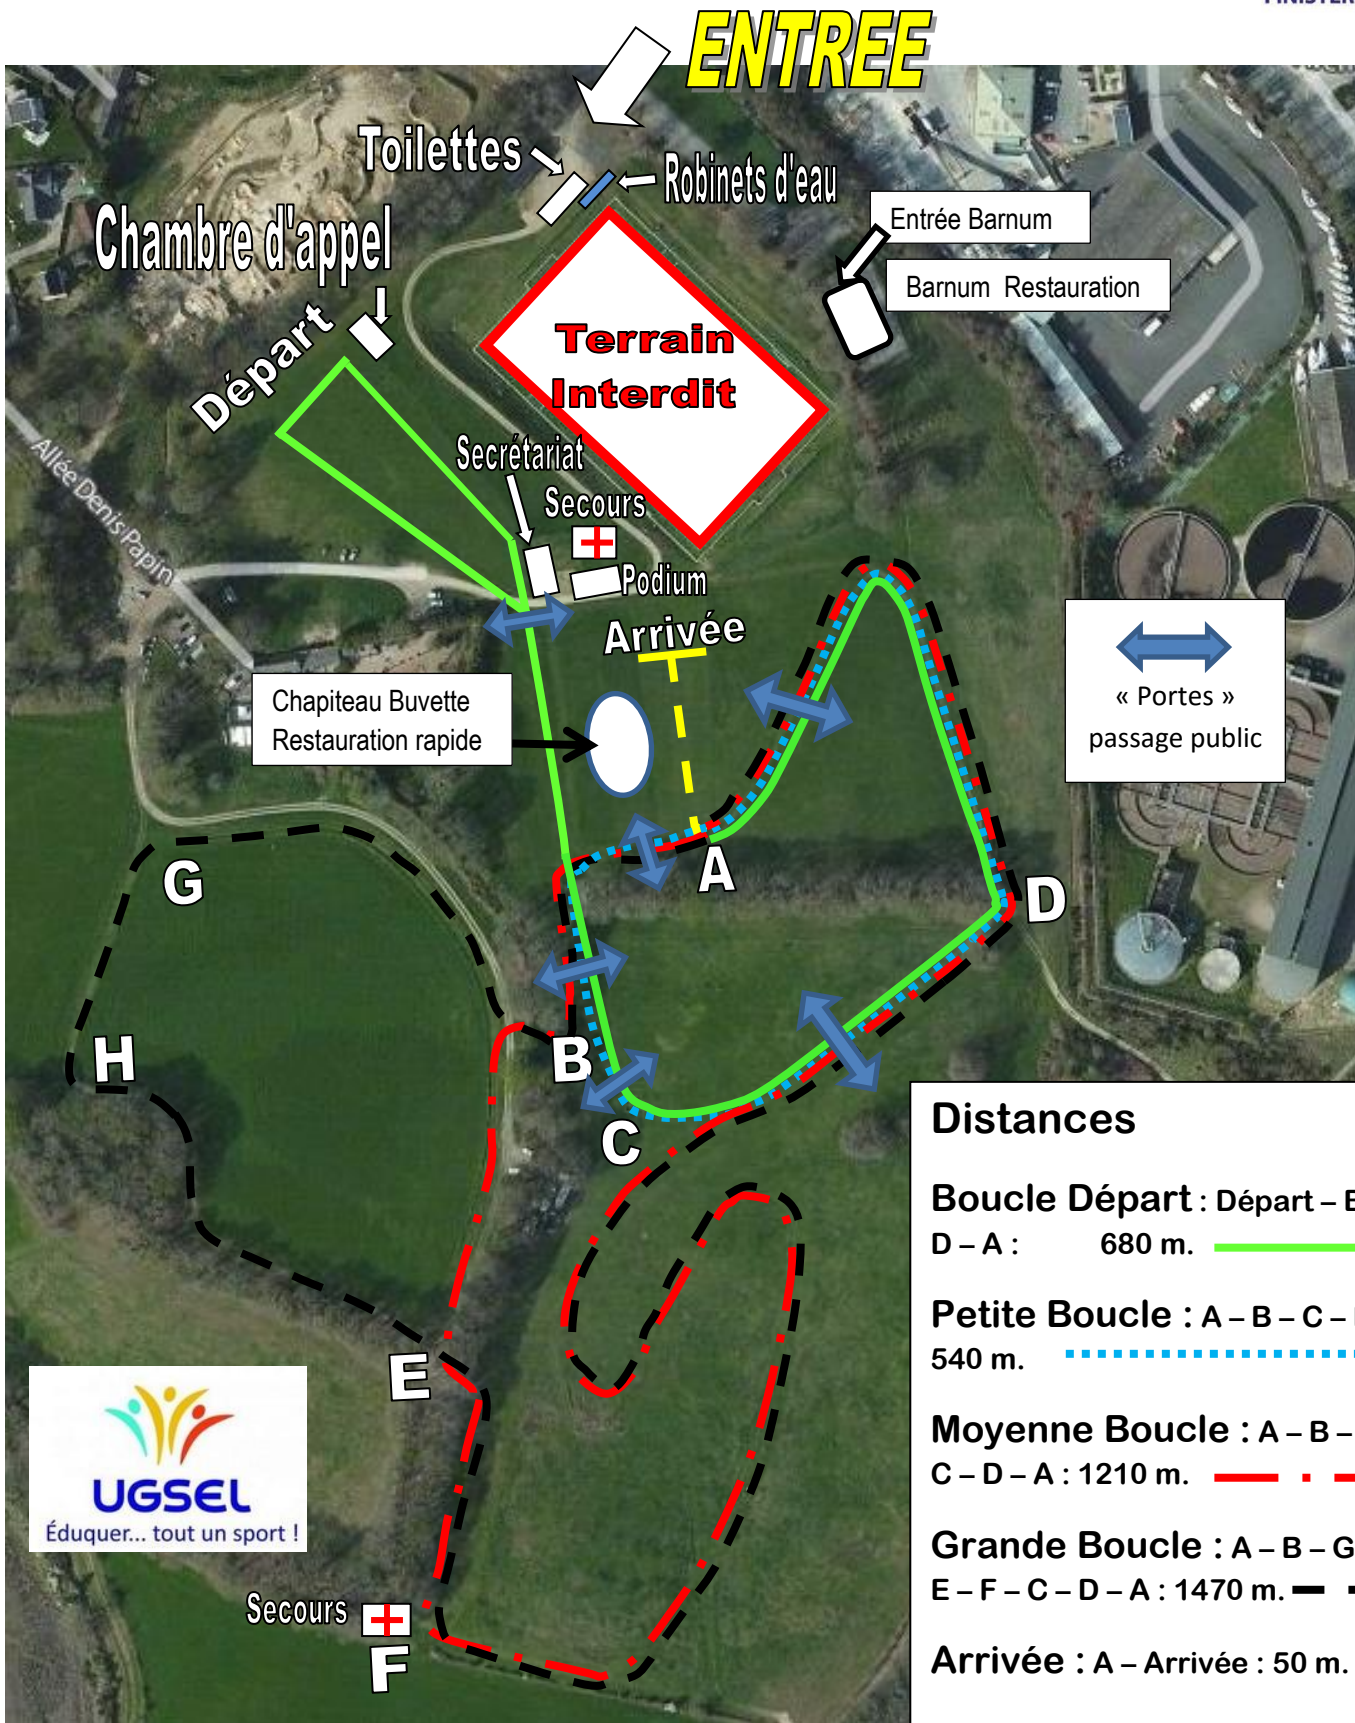 ENTREE
Toilettes
Robinets d'eau
Chambre d'appel
Entrée Barnum
Barnum Restauration
Départ
Terrain
Interdit
Allée Denis Papin
Secrétariat
Secours
Podium
Arrivée
Chapiteau Buvette
Restauration rapide
« Portes »
passage public
A
G
D
B
H
C
E
F
Secours
UGSEL
Éduquer... tout un sport !
Distances
Boucle Départ : Départ –
D – A : 680 m.
Petite Boucle : A – B – C –
540 m.
Moyenne Boucle : A – B –
C – D – A : 1210 m.
Grande Boucle : A – B – G
E – F – C – D – A : 1470 m.
Arrivée : A – Arrivée : 50 m.